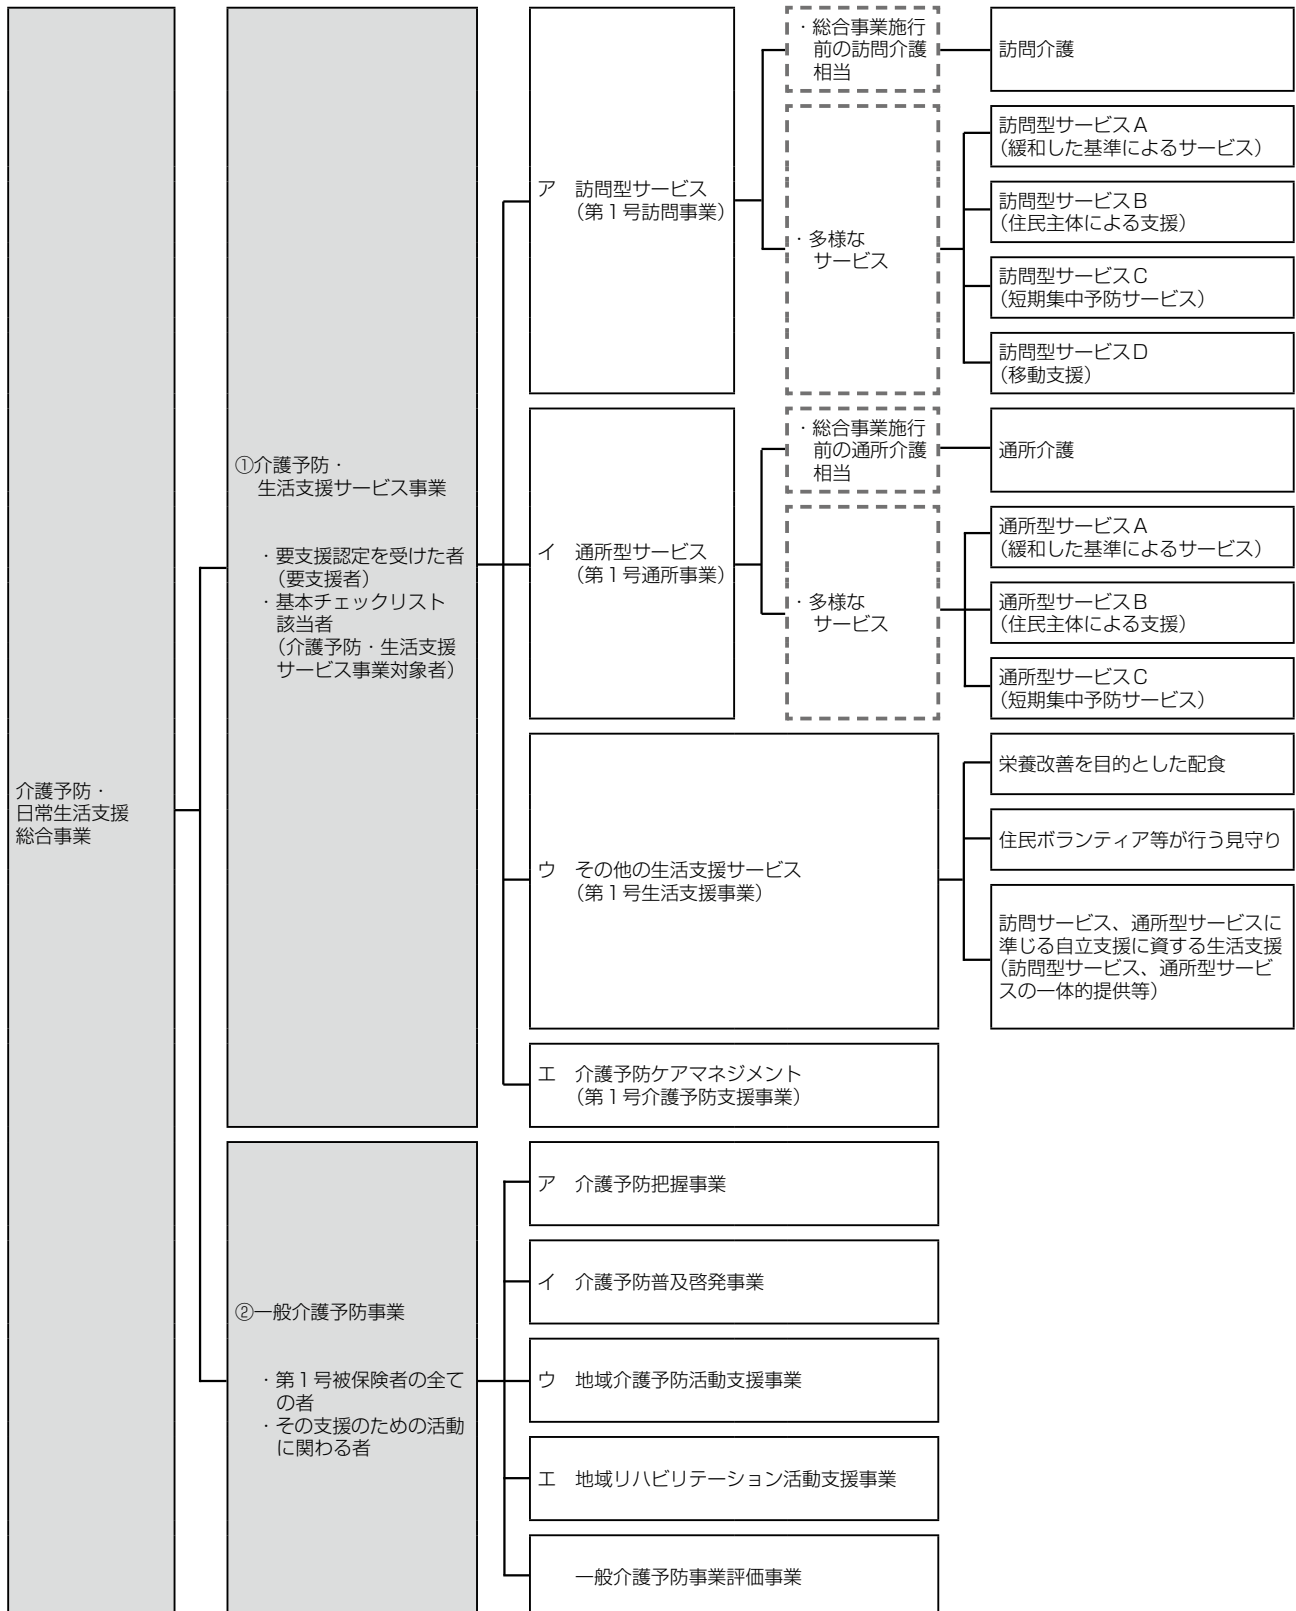 介護予防・
日常生活支援
総合事業
①介護予防・
生活支援サービス事業
・要支援認定を受けた者
（要支援者）
・基本チェックリスト
該当者
（介護予防・生活支援
サービス事業対象者）
ア　訪問型サービス
（第１号訪問事業）
・総合事業施行
前の訪問介護
相当
訪問介護
・多様な
サービス
訪問型サービスＡ
（緩和した基準によるサービス）
訪問型サービスＢ
（住民主体による支援）
訪問型サービスＣ
（短期集中予防サービス）
訪問型サービスＤ
（移動支援）
イ　通所型サービス
（第１号通所事業）
・総合事業施行
前の通所介護
相当
通所介護
・多様な
サービス
通所型サービスＡ
（緩和した基準によるサービス）
通所型サービスＢ
（住民主体による支援）
通所型サービスＣ
（短期集中予防サービス）
ウ　その他の生活支援サービス
（第１号生活支援事業）
栄養改善を目的とした配食
住民ボランティア等が行う見守り
訪問サービス、通所型サービスに
準じる自立支援に資する生活支援
（訪問型サービス、通所型サービ
スの一体的提供等）
エ　介護予防ケアマネジメント
（第１号介護予防支援事業）
②一般介護予防事業
・第１号被保険者の全て
の者
・その支援のための活動
に関わる者
ア　介護予防把握事業
イ　介護予防普及啓発事業
ウ　地域介護予防活動支援事業
エ　地域リハビリテーション活動支援事業
一般介護予防事業評価事業